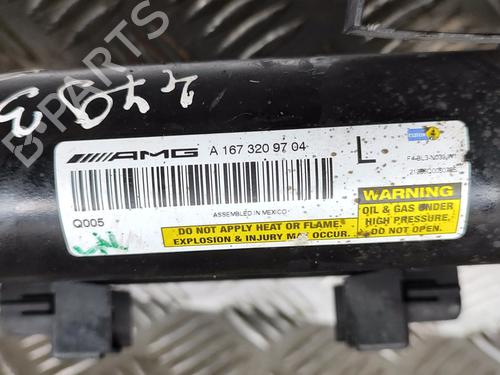 B-PARTS
AMG A 167 320 97 04 L
ASSEMBLED IN MEXICO
Q005
DO NOT APPLY HEAT OR FLAME.
EXPLOSION & INJURY MAY OCCUR.
WARNING
OIL & GAS UNDER
HIGH PRESSURE.
DO NOT OPEN.